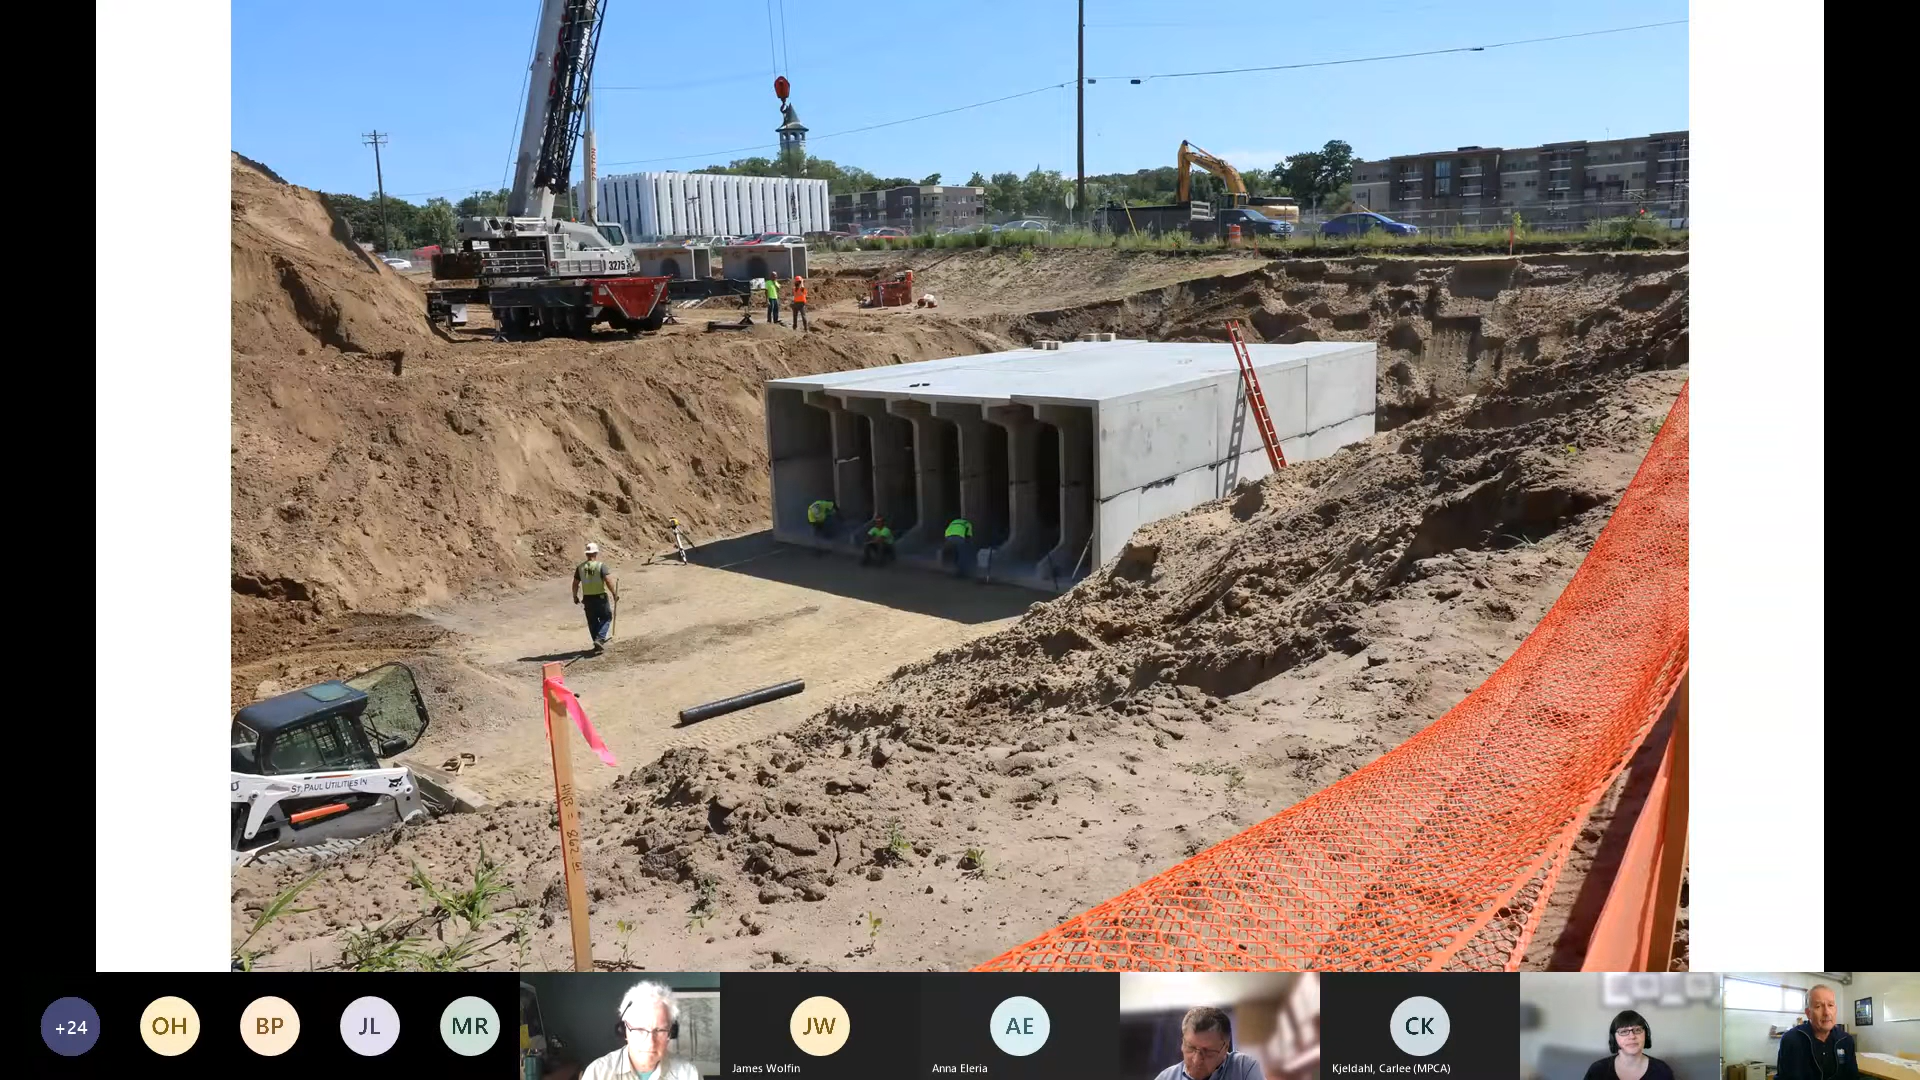 3275
ST PAUL UTILITIES IN
+24
OH
BP
JL
MR
JW
James Wolfin
AE
Anna Eleria
CK
Kjeldahl, Carlee (MPCA)